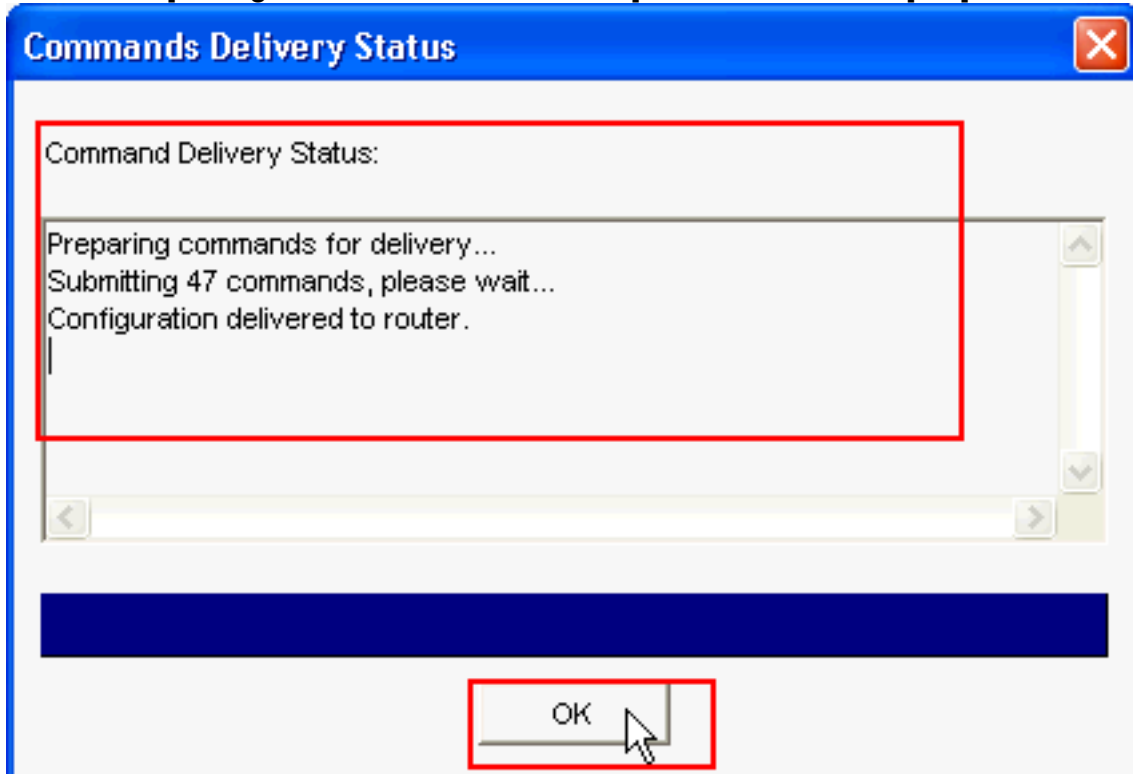 Commands Delivery Status
Command Delivery Status:
Preparing commands for delivery...
Submitting 47 commands, please wait...
Configuration delivered to router.
OK